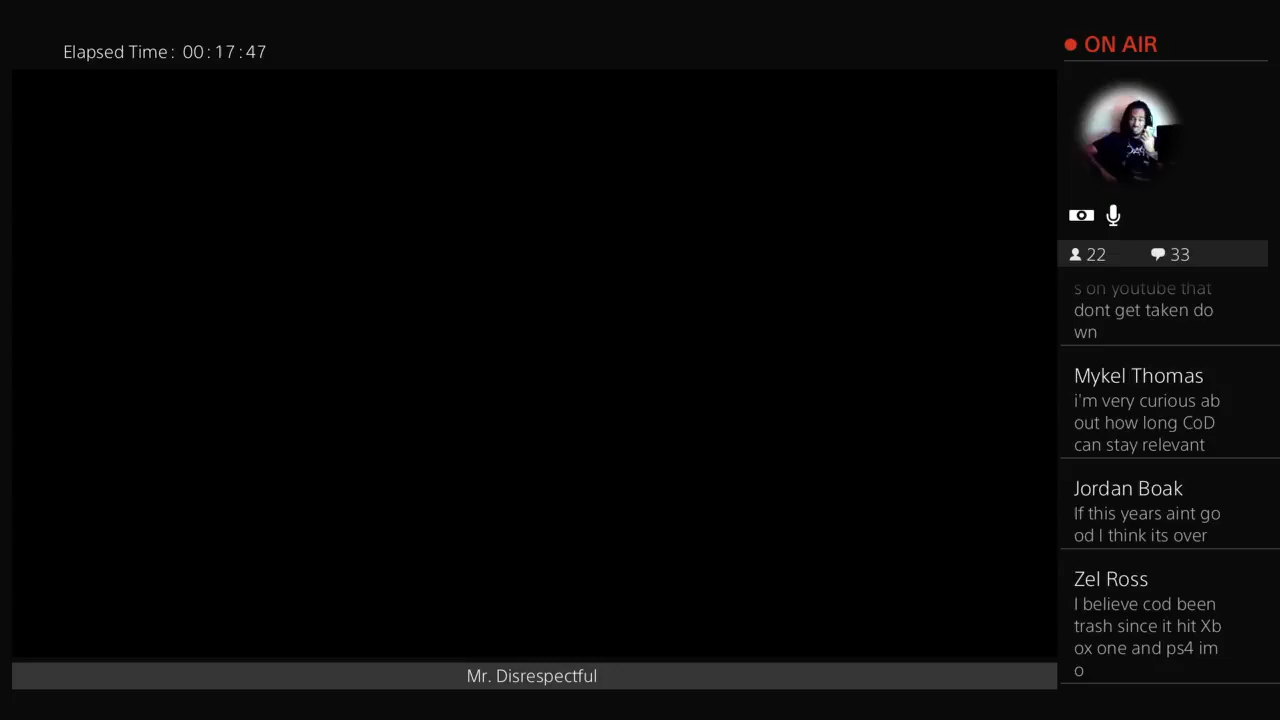 Elapsed Time: 00:17:47
ON AIR
22 33
s on youtube that
dont get taken do
wn
Mykel Thomas
i'm very curious ab
out how long CoD
can stay relevant
Jordan Boak
If this years aint go
od I think its over
Zel Ross
I believe cod been
trash since it hit Xb
ox one and ps4 im
o
Mr. Disrespectful